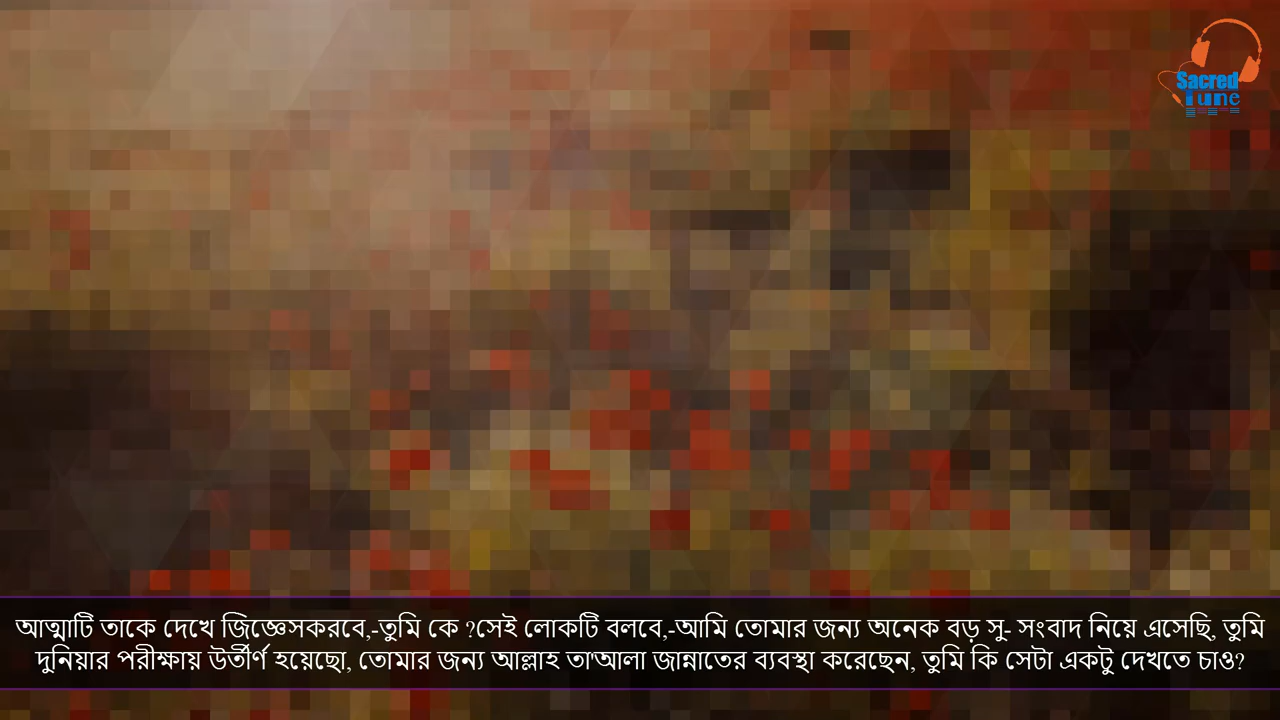 Sacred
Tune
আত্মাটি তাকে দেখে জিজ্ঞেসকরবে,-তুমি কে ?সেই লোকটি বলবে,-আমি তোমার জন্য অনেক বড় সু- সংবাদ নিয়ে এসেছি, তুমি
দুনিয়ার পরীক্ষায় উর্তীর্ণ হয়েছো, তোমার জন্য আল্লাহ তা'আলা জান্নাতের ব্যবস্থা করেছেন, তুমি কি সেটা একটু দেখতে চাও?